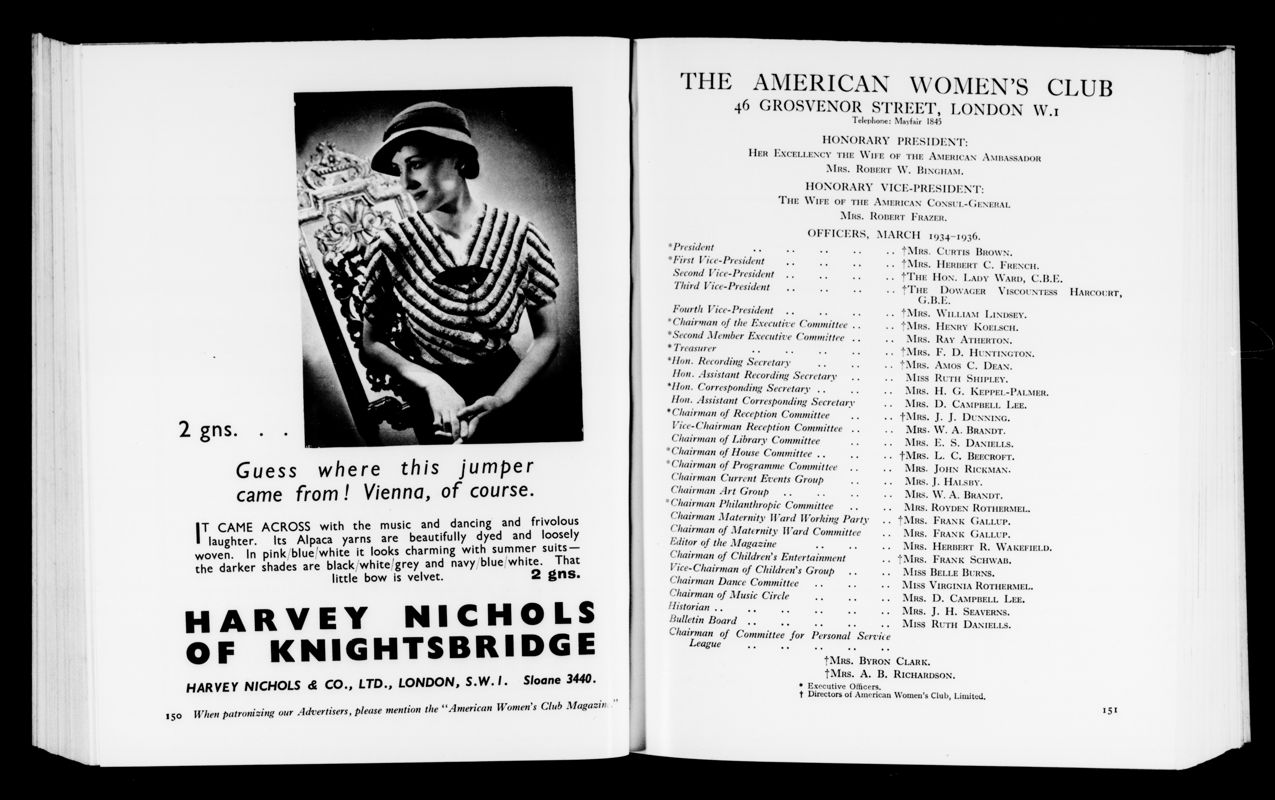 2 gns. . .
Guess where this jumper
came from! Vienna, of course.
IT CAME ACROSS with the music and dancing and frivolous
laughter. Its Alpaca yarns are beautifully dyed and loosely
woven. In pink/blue/white it looks charming with summer suits—
the darker shades are black/white/grey and navy/blue/white. That
little bow is velvet. 2 gns.
HARVEY NICHOLS
OF KNIGHTSBRIDGE
HARVEY NICHOLS & CO., LTD., LONDON, S.W.1. Sloane 3440.
150 When patronizing our Advertisers, please mention the "American Women's Club Magazin."
THE AMERICAN WOMEN'S CLUB
46 GROSVENOR STREET, LONDON W.1
Telephone: Mayfair 1845
HONORARY PRESIDENT:
HER EXCELLENCY THE WIFE OF THE AMERICAN AMBASSADOR
MRS. ROBERT W. BINGHAM.
HONORARY VICE-PRESIDENT:
THE WIFE OF THE AMERICAN CONSUL-GENERAL
MRS. ROBERT FRAZER.
OFFICERS, MARCH 1934-1936.
*President .. .. .. .. .. †MRS. CURTIS BROWN.
*First Vice-President .. .. .. .. †MRS. HERBERT C. FRENCH.
Second Vice-President .. .. .. .. †THE HON. LADY WARD, C.B.E.
Third Vice-President .. .. .. .. †THE DOWAGER VISCOUNTESS HARCOURT,
G.B.E.
Fourth Vice-President .. .. .. .. †MRS. WILLIAM LINDSEY.
*Chairman of the Executive Committee .. .. †MRS. HENRY KOELSCH.
*Second Member Executive Committee .. .. MRS. RAY ATHERTON.
*Treasurer .. .. .. .. .. †MRS. F. D. HUNTINGTON.
*Hon. Recording Secretary .. .. .. †MRS. AMOS C. DEAN.
Hon. Assistant Recording Secretary .. .. MISS RUTH SHIPLEY.
*Hon. Corresponding Secretary .. .. .. MRS. H. G. KEPPEL-PALMER.
Hon. Assistant Corresponding Secretary .. MRS. D. CAMPBELL LEE.
*Chairman of Reception Committee .. .. †MRS. J. J. DUNNING.
Vice-Chairman Reception Committee .. .. MRS. W. A. BRANDT.
Chairman of Library Committee .. .. MRS. E. S. DANIELLS.
*Chairman of House Committee .. .. .. †MRS. L. C. BEECROFT.
*Chairman of Programme Committee .. .. MRS. JOHN RICKMAN.
Chairman Current Events Group .. .. MRS. J. HALSBY.
Chairman Art Group .. .. .. .. MRS. W. A. BRANDT.
*Chairman Philanthropic Committee .. .. MRS. ROYDEN ROTHERMEL.
Chairman Maternity Ward Working Party .. †MRS. FRANK GALLUP.
Chairman of Maternity Ward Committee .. MRS. FRANK GALLUP.
Editor of the Magazine .. .. .. MRS. HERBERT R. WAKEFIELD.
Chairman of Children's Entertainment .. †MRS. FRANK SCHWAB.
Vice-Chairman of Children's Group .. .. MISS BELLE BURNS.
Chairman Dance Committee .. .. .. MISS VIRGINIA ROTHERMEL.
Chairman of Music Circle .. .. .. MRS. D. CAMPBELL LEE.
Historian .. .. .. .. .. .. MRS. J. H. SEAVERNS.
Bulletin Board .. .. .. .. .. MISS RUTH DANIELLS.
Chairman of Committee for Personal Service
League .. .. .. .. ..
†MRS. BYRON CLARK.
†MRS. A. B. RICHARDSON.
* Executive Officers.
† Directors of American Women's Club, Limited.
151